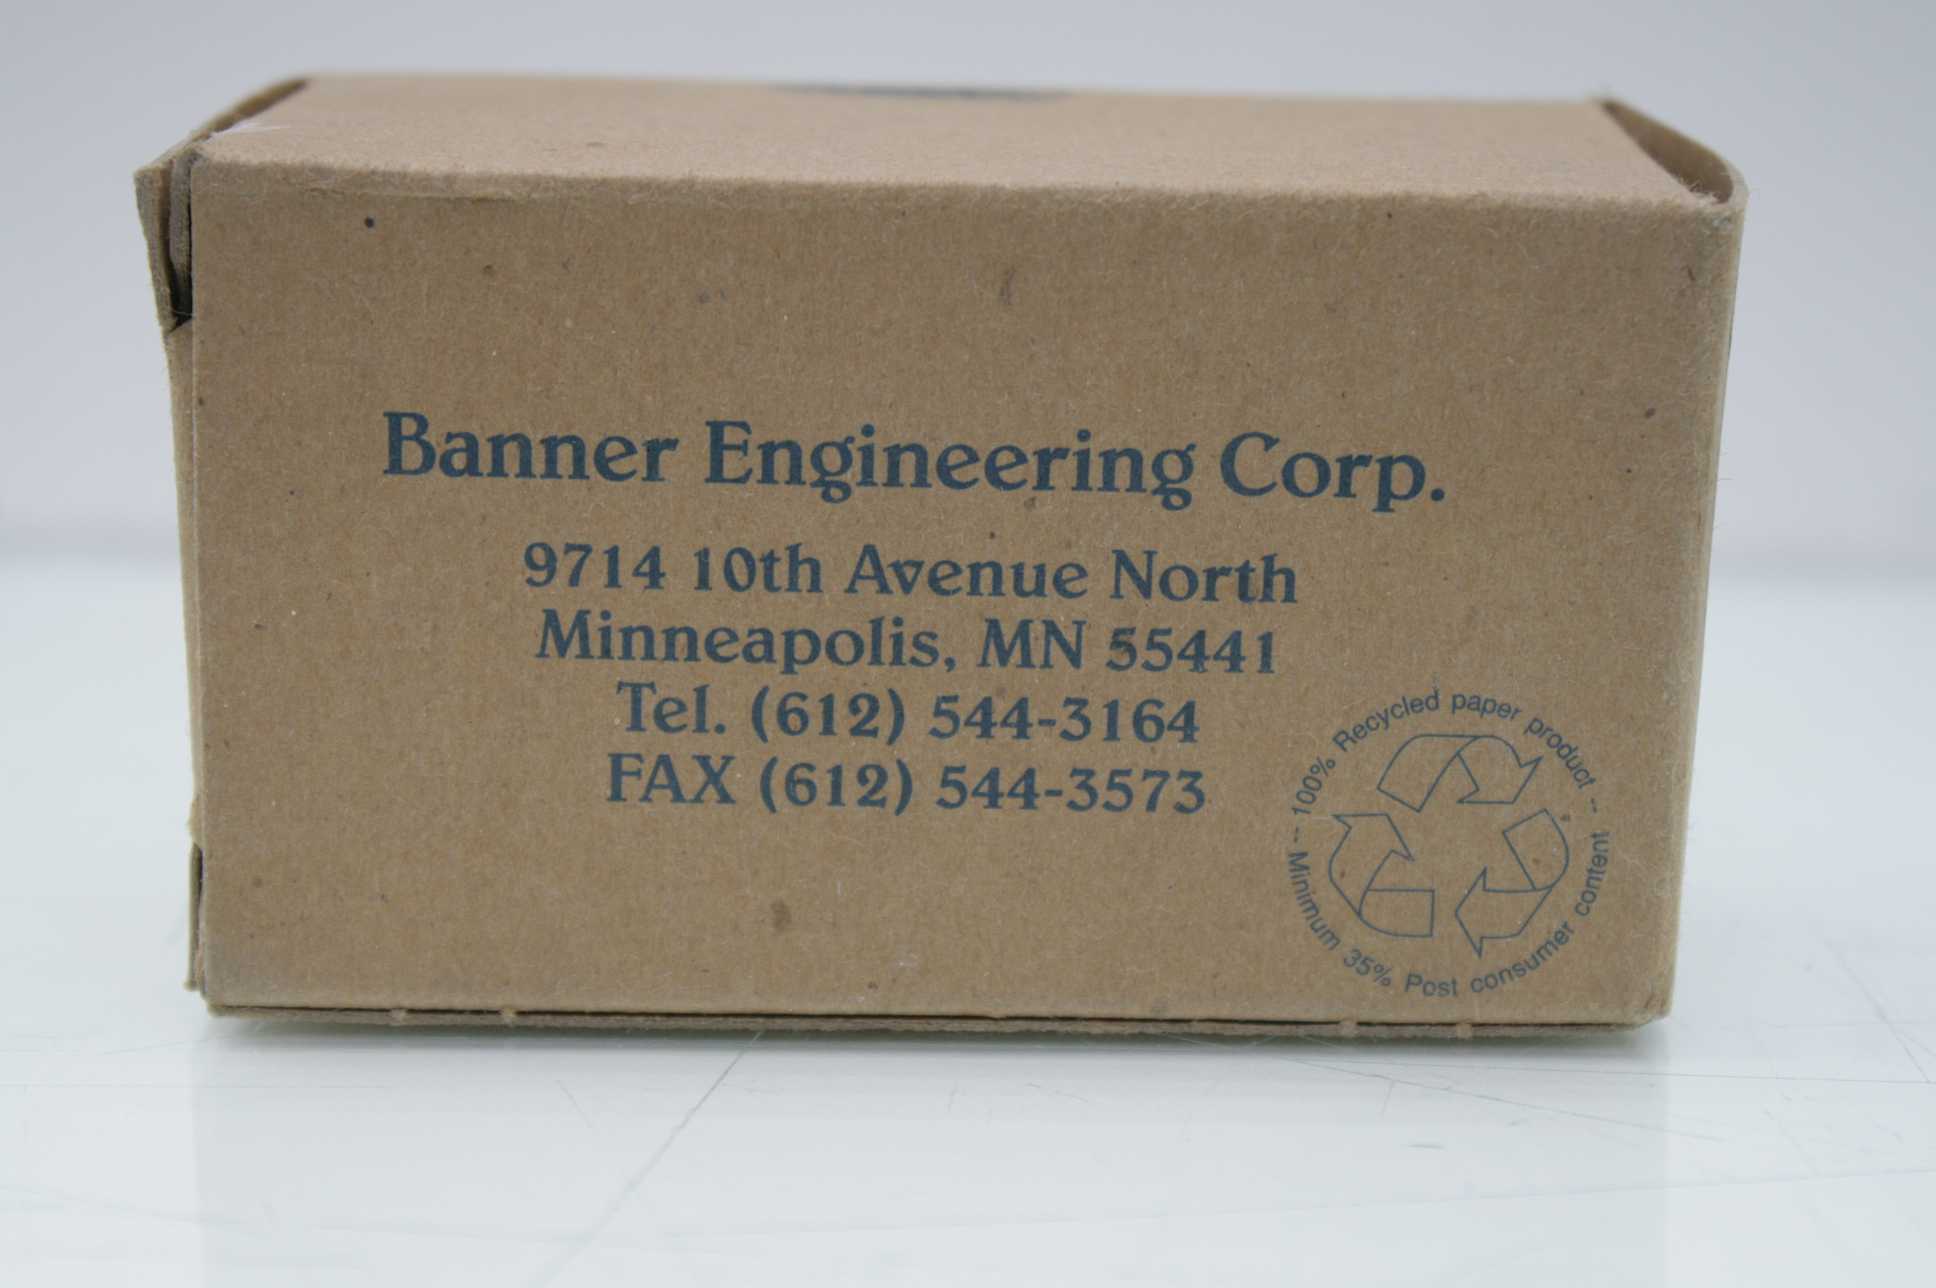 Banner Engineering Corp.
9714 10th Avenue North
Minneapolis, MN 55441
Tel. (612) 544-3164
FAX (612) 544-3573
-- 100% Recycled paper product --
Minimum 35% Post consumer content